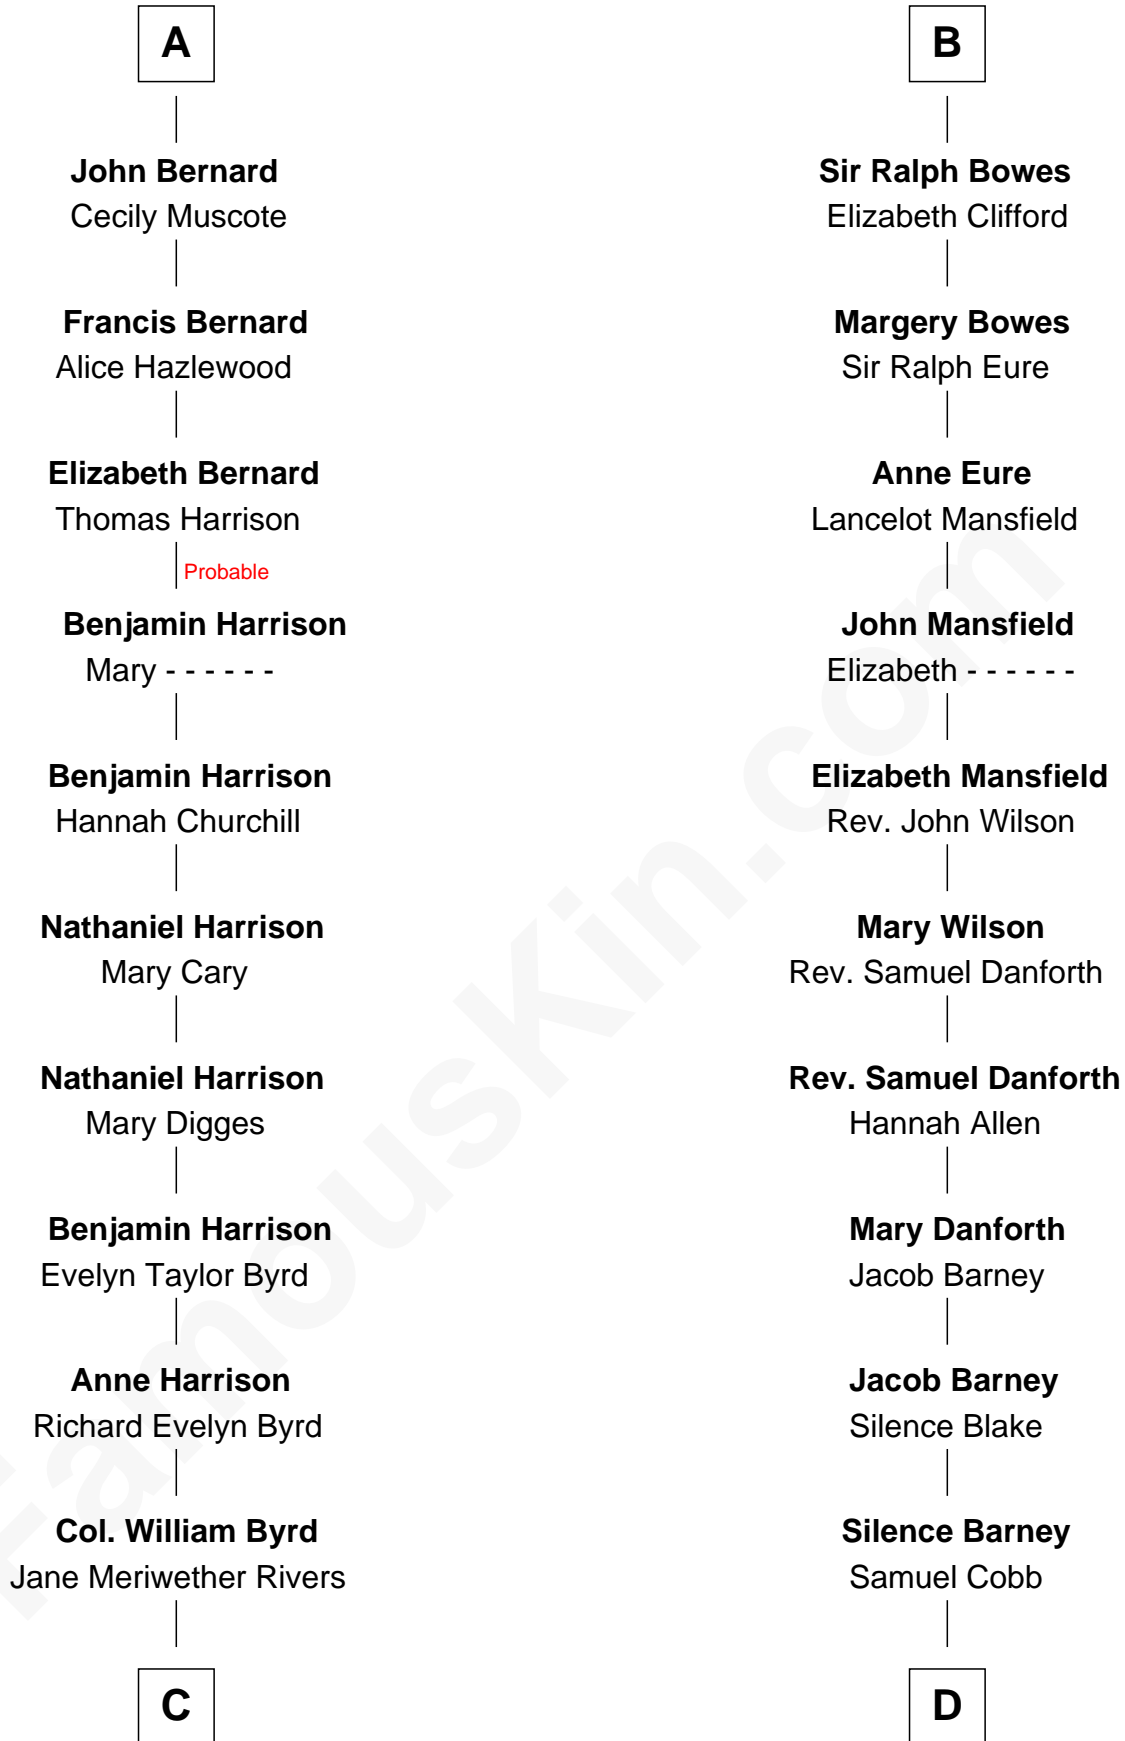 A
John Bernard
Cecily Muscote
Francis Bernard
Alice Hazlewood
Elizabeth Bernard
Thomas Harrison
Probable
Benjamin Harrison
Mary - - - - - -
Benjamin Harrison
Hannah Churchill
Nathaniel Harrison
Mary Cary
Nathaniel Harrison
Mary Digges
Benjamin Harrison
Evelyn Taylor Byrd
Anne Harrison
Richard Evelyn Byrd
Col. William Byrd
Jane Meriwether Rivers
C
B
Sir Ralph Bowes
Elizabeth Clifford
Margery Bowes
Sir Ralph Eure
Anne Eure
Lancelot Mansfield
John Mansfield
Elizabeth - - - - - -
Elizabeth Mansfield
Rev. John Wilson
Mary Wilson
Rev. Samuel Danforth
Rev. Samuel Danforth
Hannah Allen
Mary Danforth
Jacob Barney
Jacob Barney
Silence Blake
Silence Barney
Samuel Cobb
D
FamousKin.com